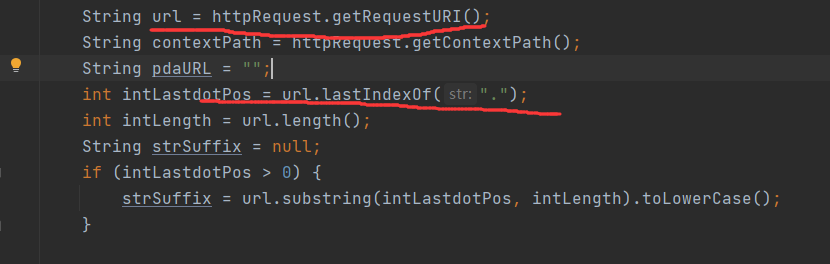 String url = httpRequest.getRequestURI();
String contextPath = httpRequest.getContextPath();
String pdaURL = "";
int intLastdotPos = url.lastIndexOf( str: ".");
int intLength = url.length();
String strSuffix = null;
if (intLastdotPos > 0) {
strSuffix = url.substring(intLastdotPos, intLength).toLowerCase();
}